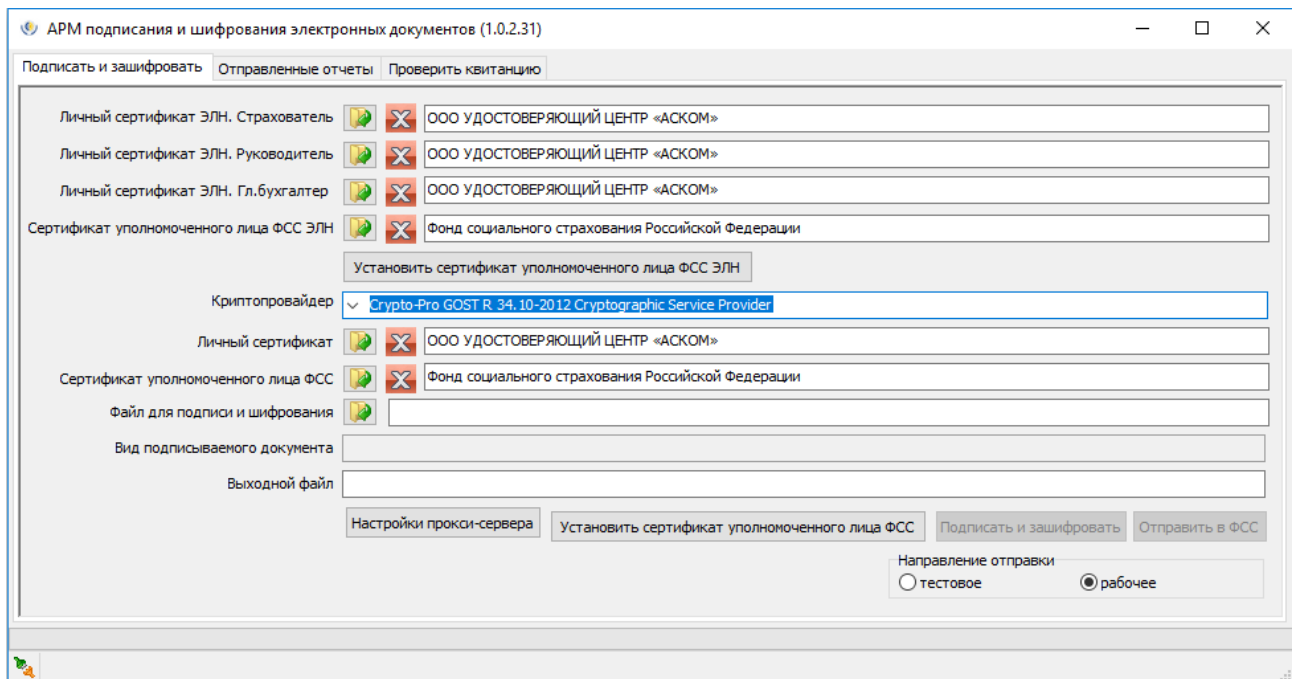 АРМ подписания и шифрования электронных документов (1.0.2.31)
Подписать и зашифровать Отправленные отчеты Проверить квитанцию
Личный сертификат ЭЛН. Страхователь ООО УДОСТОВЕРЯЮЩИЙ ЦЕНТР «АСКОМ»
Личный сертификат ЭЛН. Руководитель ООО УДОСТОВЕРЯЮЩИЙ ЦЕНТР «АСКОМ»
Личный сертификат ЭЛН. Гл.бухгалтер ООО УДОСТОВЕРЯЮЩИЙ ЦЕНТР «АСКОМ»
Сертификат уполномоченного лица ФСС ЭЛН Фонд социального страхования Российской Федерации
Установить сертификат уполномоченного лица ФСС ЭЛН
Криптопровайдер Crypto-Pro GOST R 34.10-2012 Cryptographic Service Provider
Личный сертификат ООО УДОСТОВЕРЯЮЩИЙ ЦЕНТР «АСКОМ»
Сертификат уполномоченного лица ФСС Фонд социального страхования Российской Федерации
Файл для подписи и шифрования
Вид подписываемого документа
Выходной файл
Настройки прокси-сервера Установить сертификат уполномоченного лица ФСС Подписать и зашифровать Отправить в ФСС
Направление отправки
тестовое рабочее